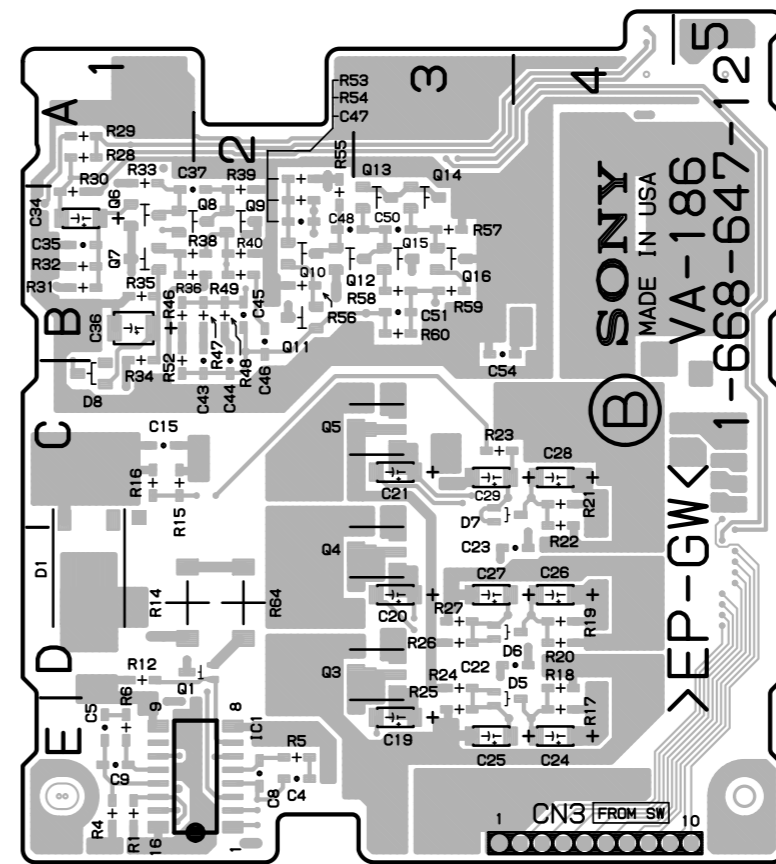 1
2
3
4
5
A
B
C
D
E
R53
R54
C47
R29
R28
R33
C37
R39
R55
Q13
Q14
R30
Q6
Q8
Q9
C34
C48
C50
R57
C35
Q7
R38
R40
Q15
R32
Q10
Q12
Q16
R31
R35
R36
R49
R58
R59
C36
R46
C45
R56
C51
R60
R34
R52
R47
R48
C46
Q11
C54
D8
C43
C44
SONY
MADE IN USA
VA-186
1-668-647-12
B
>EP-GW<
C15
Q5
R23
C28
R16
R15
C21
C29
R21
D7
R22
C23
D1
Q4
R14
R64
C27
C26
C20
R27
R19
R26
D6
R20
R12
Q1
Q3
C22
R24
D5
R18
R25
R17
R6
C5
9
8
IC1
C19
C25
C24
R5
C9
C8
C4
R4
R1
16
1
CN3
FROM SW
1
10